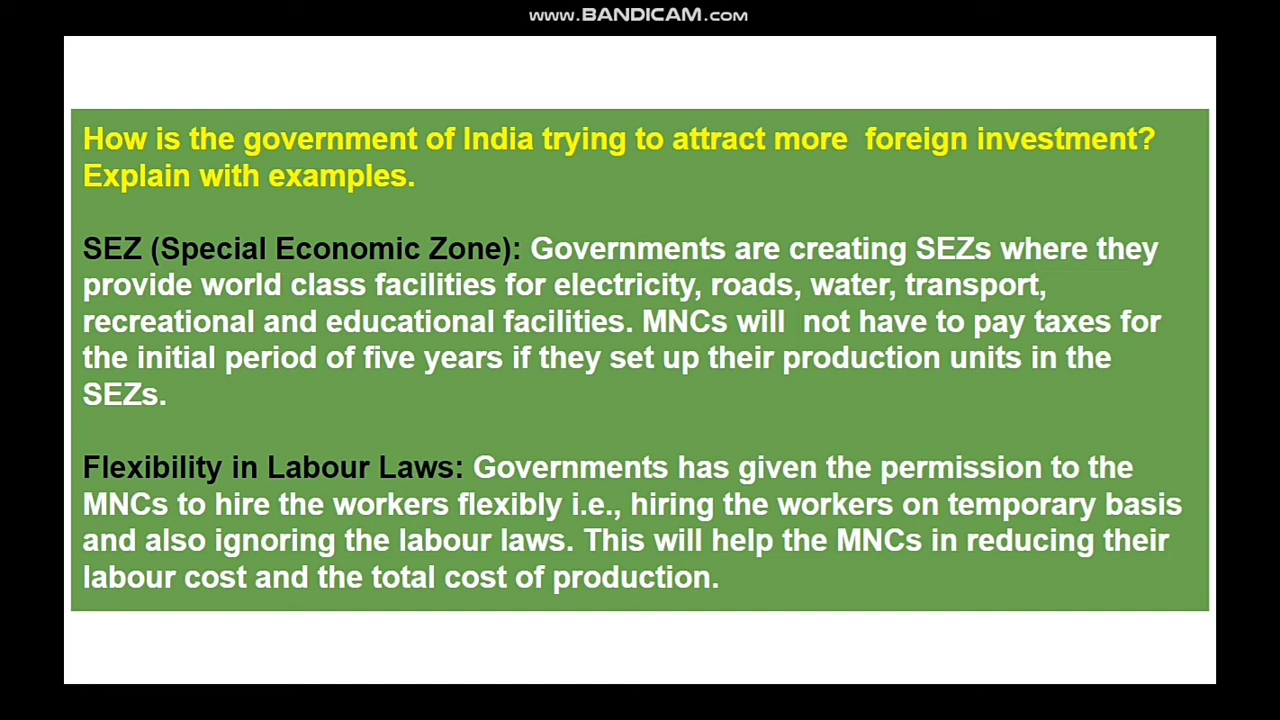 www.BANDICAM.com
How is the government of India trying to attract more  foreign investment?
Explain with examples.
SEZ (Special Economic Zone): Governments are creating SEZs where they
provide world class facilities for electricity, roads, water, transport,
recreational and educational facilities. MNCs will  not have to pay taxes for
the initial period of five years if they set up their production units in the
SEZs.
Flexibility in Labour Laws: Governments has given the permission to the
MNCs to hire the workers flexibly i.e., hiring the workers on temporary basis
and also ignoring the labour laws. This will help the MNCs in reducing their
labour cost and the total cost of production.